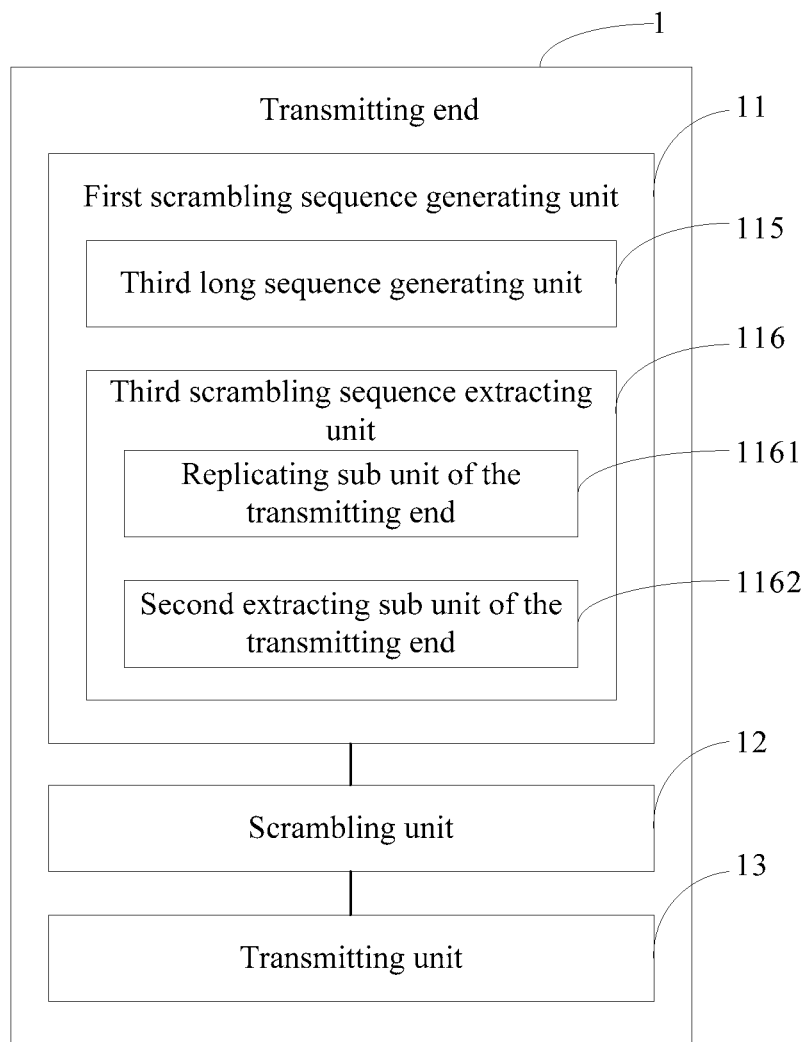 1
Transmitting end
11
First scrambling sequence generating unit
115
Third long sequence generating unit
116
Third scrambling sequence extracting
unit
1161
Replicating sub unit of the
transmitting end
1162
Second extracting sub unit of the
transmitting end
12
Scrambling unit
13
Transmitting unit